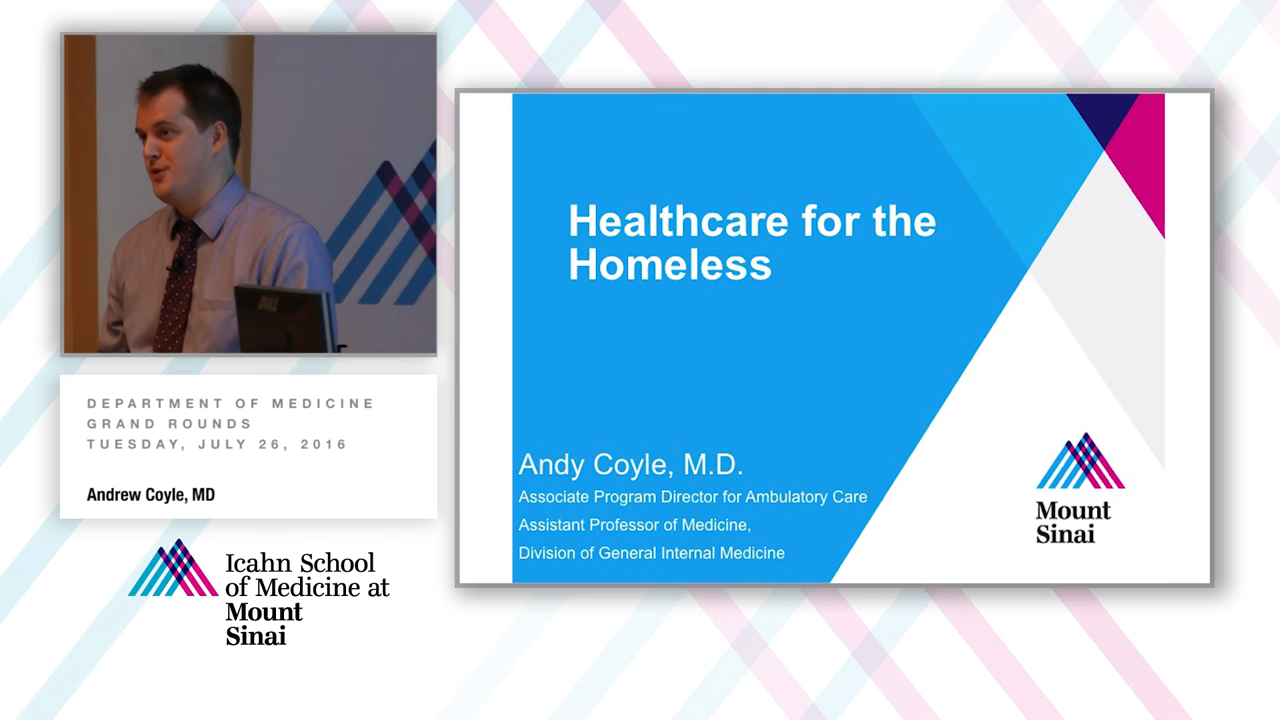 DEPARTMENT OF MEDICINE
GRAND ROUNDS
TUESDAY, JULY 26, 2016
Andrew Coyle, MD
Icahn School
of Medicine at
Mount
Sinai
Healthcare for the
Homeless
Andy Coyle, M.D.
Associate Program Director for Ambulatory Care
Assistant Professor of Medicine,
Division of General Internal Medicine
Mount
Sinai